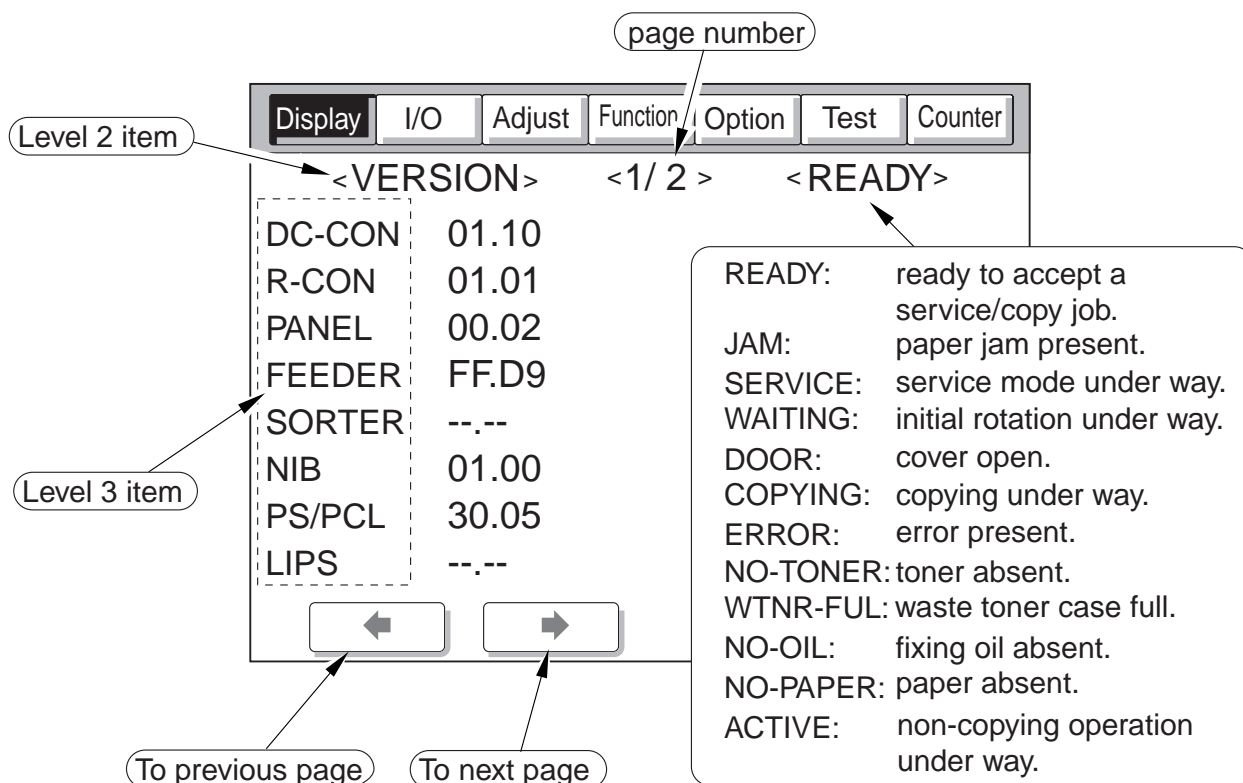 page number
Display I/O Adjust Function Option Test Counter
Level 2 item
<VERSION> <1/ 2 > <READY>
DC-CON 01.10
R-CON 01.01
PANEL 00.02
FEEDER FF.D9
SORTER --.--
NIB 01.00
PS/PCL 30.05
LIPS --.--
Level 3 item
READY: ready to accept a
service/copy job.
JAM: paper jam present.
SERVICE: service mode under way.
WAITING: initial rotation under way.
DOOR: cover open.
COPYING: copying under way.
ERROR: error present.
NO-TONER: toner absent.
WTNR-FUL: waste toner case full.
NO-OIL: fixing oil absent.
NO-PAPER: paper absent.
ACTIVE: non-copying operation
under way.
To previous page
To next page